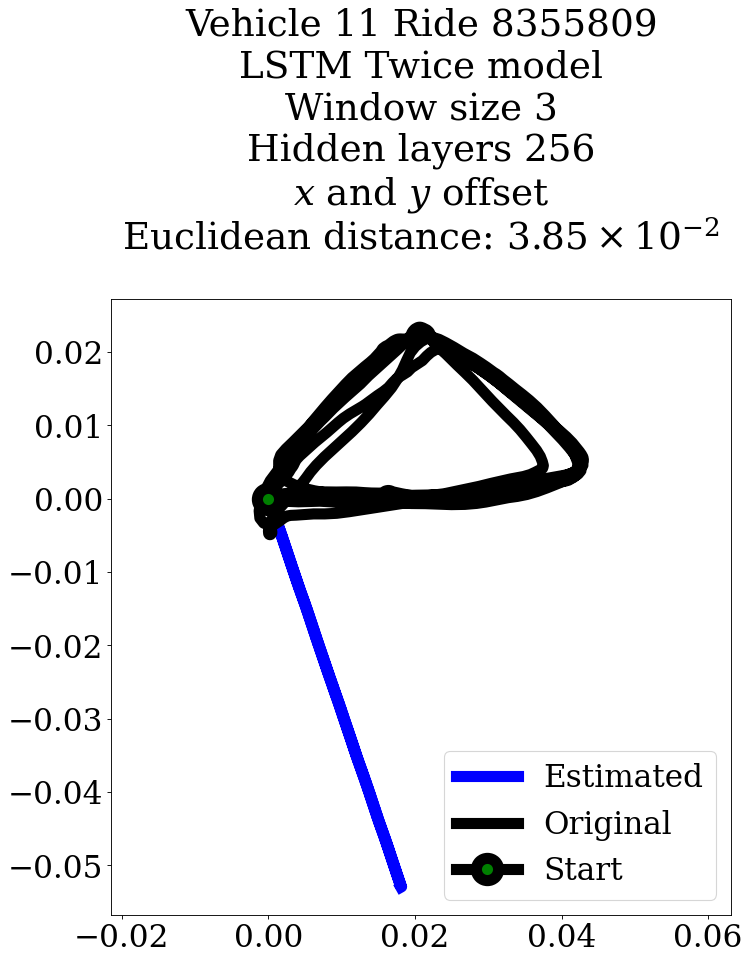 Vehicle 11 Ride 8355809
LSTM Twice model
Window size 3
Hidden layers 256
x and y offset
Euclidean distance: 3.85 × 10⁻²
0.02
0.01
0.00
−0.01
−0.02
−0.03
−0.04
−0.05
Estimated
Original
Start
−0.02 0.00 0.02 0.04 0.06